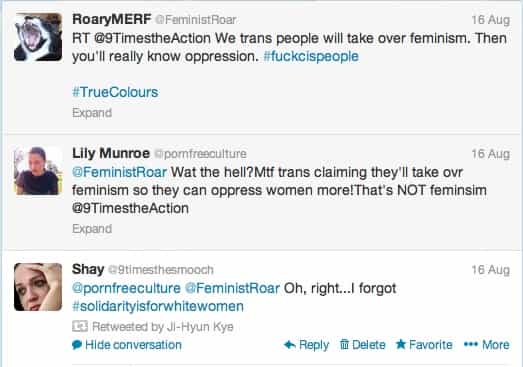 RoaryMERF @FeministRoar 16 Aug
RT @9TimestheAction We trans people will take over feminism. Then
you'll really know oppression. #fuckcispeople
#TrueColours
Expand
Lily Munroe @pornfreeculture 16 Aug
@FeministRoar Wat the hell?Mtf trans claiming they'll take ovr
feminism so they can oppress women more!That's NOT feminsim
@9TimestheAction
Expand
Shay @9timesthesmooch 16 Aug
@pornfreeculture @FeministRoar Oh, right...I forgot
#solidarityisforwhitewomen
Retweeted by Ji-Hyun Kye
Hide conversation Reply Delete Favorite More